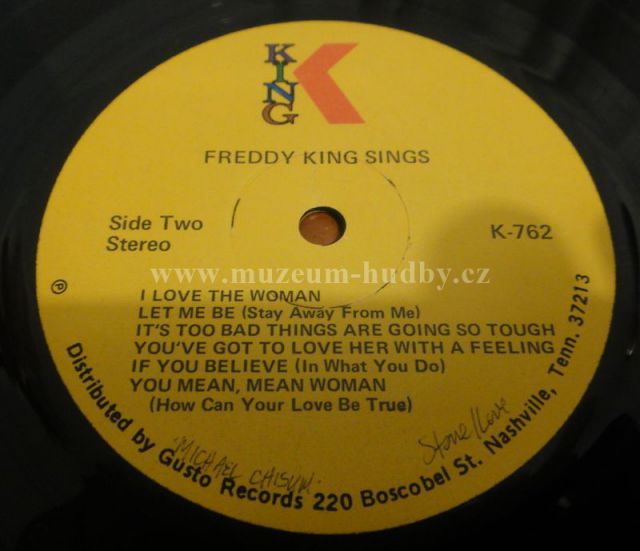 KING
FREDDY KING SINGS
Side Two
Stereo
K-762
www.muzeum-hudby.cz
℗
I LOVE THE WOMAN
LET ME BE (Stay Away From Me)
IT'S TOO BAD THINGS ARE GOING SO TOUGH
YOU'VE GOT TO LOVE HER WITH A FEELING
IF YOU BELIEVE (In What You Do)
YOU MEAN, MEAN WOMAN
(How Can Your Love Be True)
MICHAEL CHISUM
Distributed by Gusto Records 220 Boscobel St. Nashville, Tenn. 37213